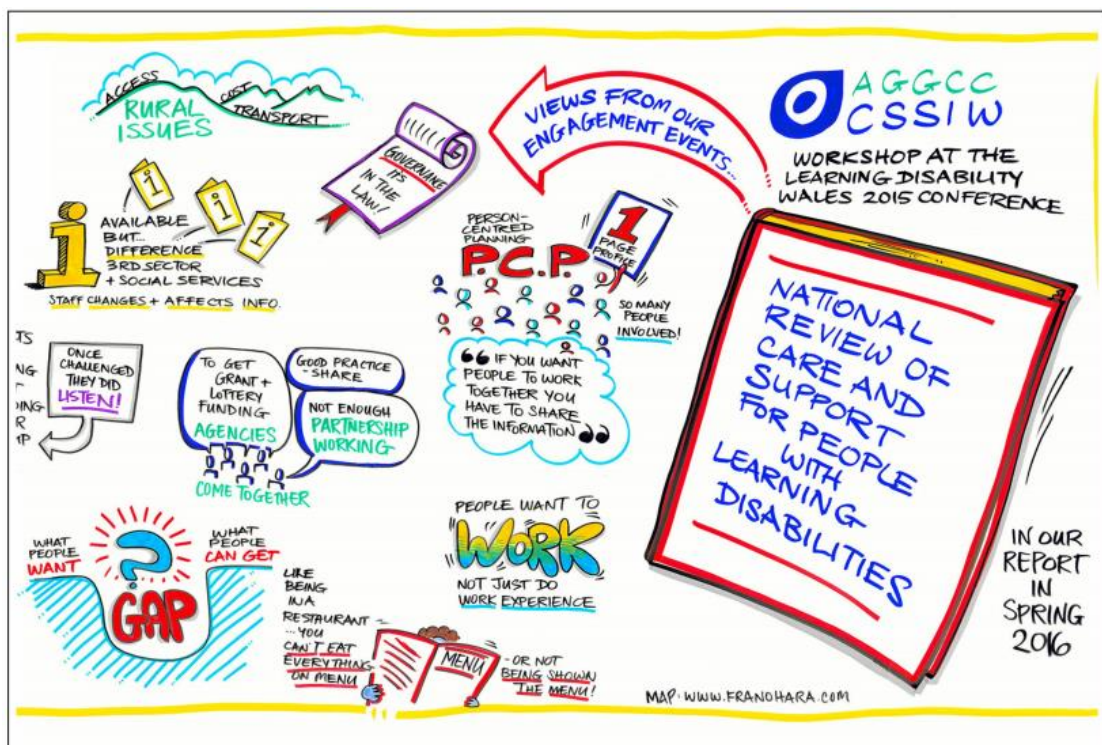 ACCESS
COST
TRANSPORT
RURAL
ISSUES
GOVERNANCE
IT'S
IN THE
LAW!
VIEWS FROM OUR
ENGAGEMENT EVENTS...
AGGCC
CSSIW
WORKSHOP AT THE
LEARNING DISABILITY
WALES 2015 CONFERENCE
i
i
i
i
AVAILABLE
BUT...
DIFFERENCE
3RD SECTOR
+ SOCIAL SERVICES
STAFF CHANGES + AFFECTS INFO.
PERSON-
CENTRED
PLANNING
P.C.P.
1
PAGE
PROFILE
SO MANY
PEOPLE
INVOLVED!
“ IF YOU WANT
PEOPLE TO WORK
TOGETHER YOU
HAVE TO SHARE
THE INFORMATION ”
NATIONAL
REVIEW OF
CARE AND
SUPPORT
FOR PEOPLE
WITH
LEARNING
DISABILITIES
IN OUR
REPORT
IN
SPRING
2016
TS
NG
ING
R
ONCE
CHALLENGED
THEY DID
LISTEN!
TO GET
GRANT +
LOTTERY
FUNDING
AGENCIES
COME TOGETHER
GOOD PRACTICE
- SHARE
NOT ENOUGH
PARTNERSHIP
WORKING
WHAT
PEOPLE
WANT
?
GAP
WHAT
PEOPLE
CAN GET
PEOPLE WANT TO
WORK
NOT JUST DO
WORK EXPERIENCE
LIKE
BEING
IN A
RESTAURANT
...YOU
CAN'T EAT
EVERYTHING
ON MENU
MENU
- OR NOT
BEING SHOWN
THE MENU!
MAP: WWW.FRANOHARA.COM